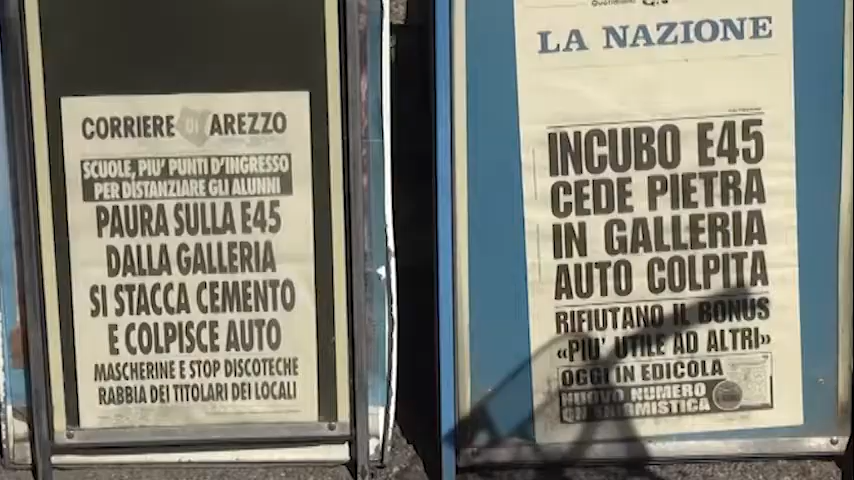 CORRIERE DI AREZZO
SCUOLE, PIU' PUNTI D'INGRESSO
PER DISTANZIARE GLI ALUNNI
PAURA SULLA E45
DALLA GALLERIA
SI STACCA CEMENTO
E COLPISCE AUTO
MASCHERINE E STOP DISCOTECHE
RABBIA DEI TITOLARI DEI LOCALI
LA NAZIONE
INCUBO E45
CEDE PIETRA
IN GALLERIA
AUTO COLPITA
RIFIUTANO IL BONUS
«PIU' UTILE AD ALTRI»
OGGI IN EDICOLA
NUOVO NUMERO
ENIGMISTICA